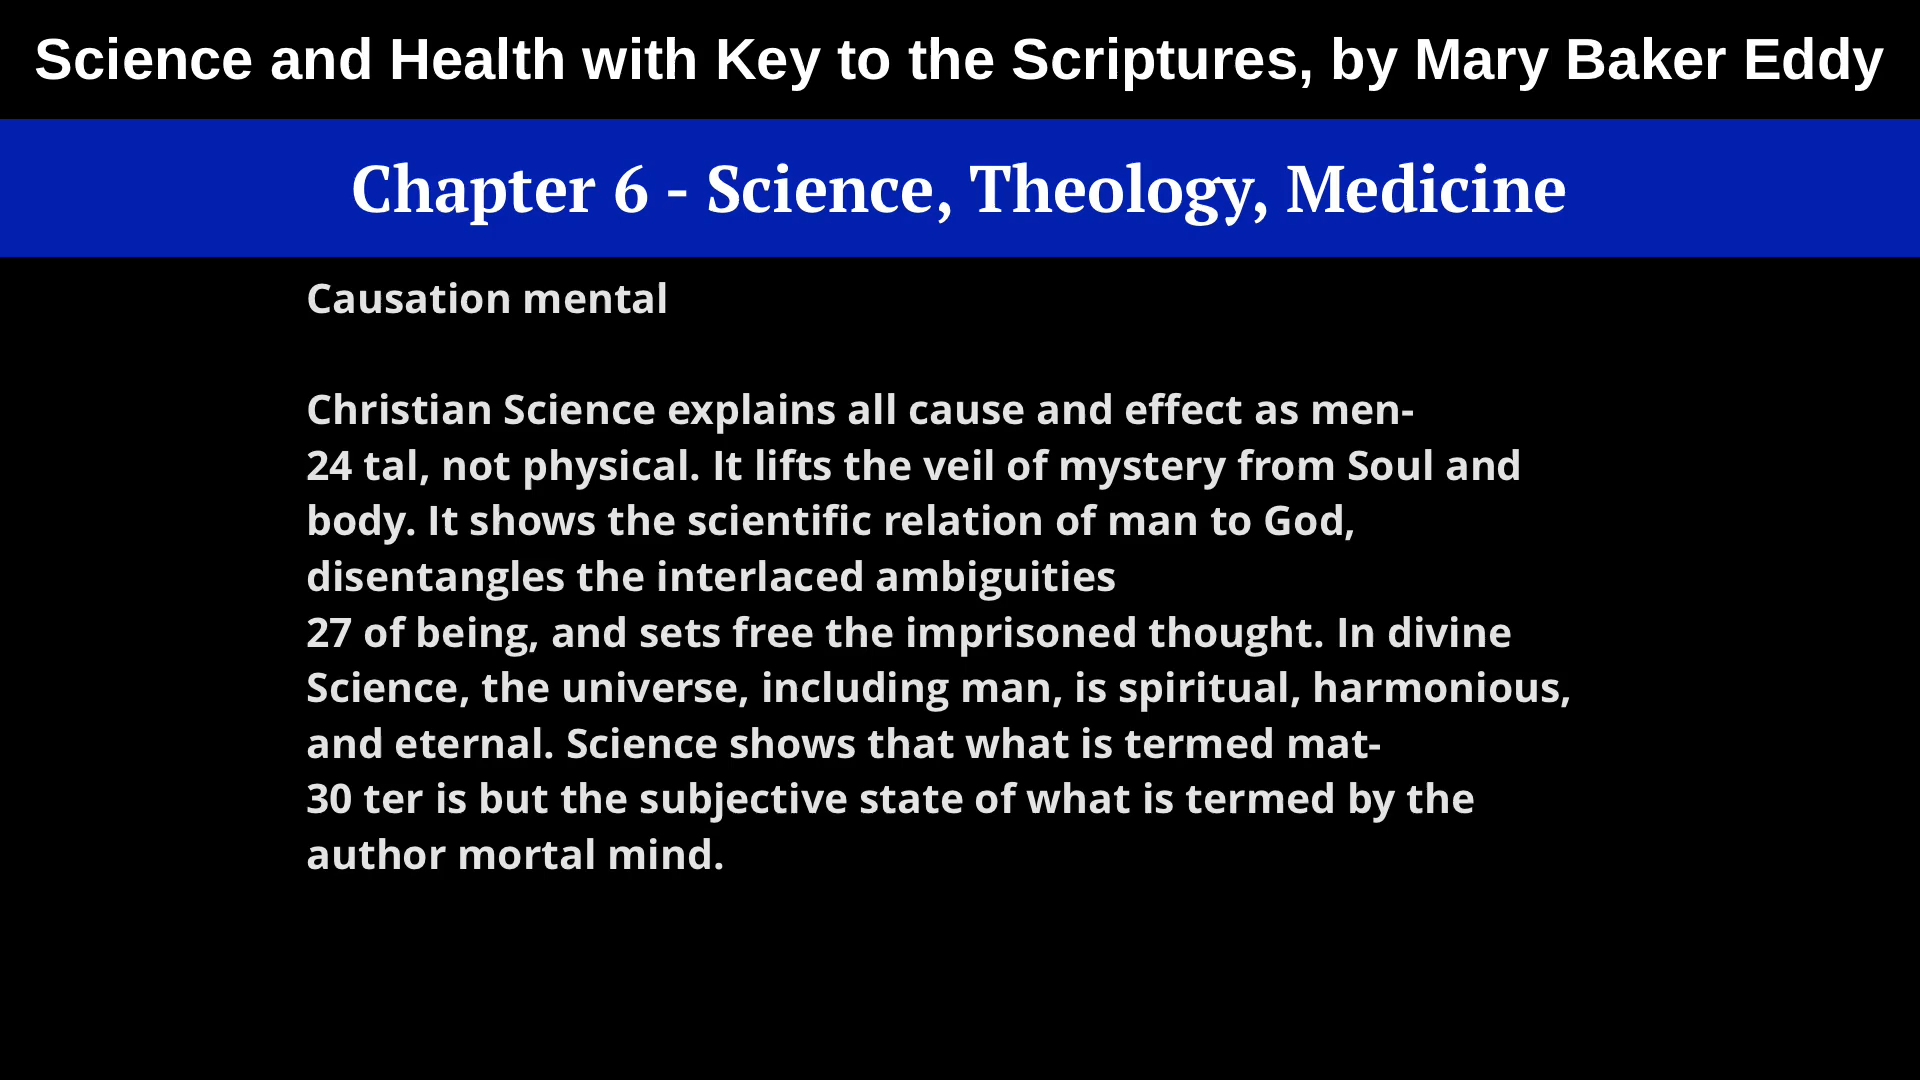 Science and Health with Key to the Scriptures, by Mary Baker Eddy
Chapter 6 - Science, Theology, Medicine
Causation mental
Christian Science explains all cause and effect as men-
24 tal, not physical. It lifts the veil of mystery from Soul and
body. It shows the scientific relation of man to God,
disentangles the interlaced ambiguities
27 of being, and sets free the imprisoned thought. In divine
Science, the universe, including man, is spiritual, harmonious,
and eternal. Science shows that what is termed mat-
30 ter is but the subjective state of what is termed by the
author mortal mind.